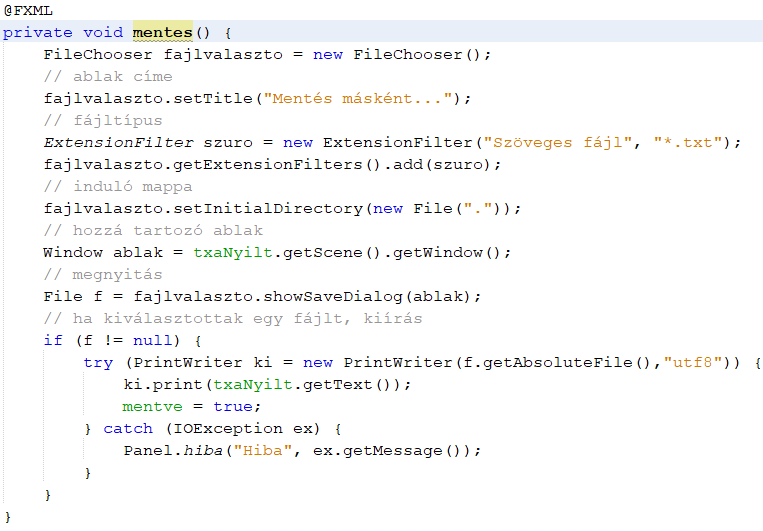 @FXML
private void mentes() {
    FileChooser fajlvalaszto = new FileChooser();
    // ablak címe
    fajlvalaszto.setTitle("Mentés másként...");
    // fájltípus
    ExtensionFilter szuro = new ExtensionFilter("Szöveges fájl", "*.txt");
    fajlvalaszto.getExtensionFilters().add(szuro);
    // induló mappa
    fajlvalaszto.setInitialDirectory(new File("."));
    // hozzá tartozó ablak
    Window ablak = txaNyilt.getScene().getWindow();
    // megnyitás
    File f = fajlvalaszto.showSaveDialog(ablak);
    // ha kiválasztottak egy fájlt, kiírás
    if (f != null) {
        try (PrintWriter ki = new PrintWriter(f.getAbsoluteFile(),"utf8")) {
            ki.print(txaNyilt.getText());
            mentve = true;
        } catch (IOException ex) {
            Panel.hiba("Hiba", ex.getMessage());
        }
    }
}